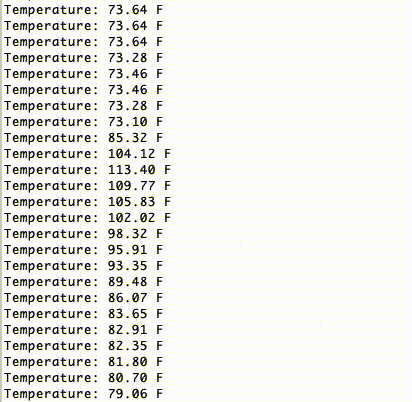 Temperature: 73.64 F
Temperature: 73.64 F
Temperature: 73.64 F
Temperature: 73.28 F
Temperature: 73.46 F
Temperature: 73.46 F
Temperature: 73.28 F
Temperature: 73.10 F
Temperature: 85.32 F
Temperature: 104.12 F
Temperature: 113.40 F
Temperature: 109.77 F
Temperature: 105.83 F
Temperature: 102.02 F
Temperature: 98.32 F
Temperature: 95.91 F
Temperature: 93.35 F
Temperature: 89.48 F
Temperature: 86.07 F
Temperature: 83.65 F
Temperature: 82.91 F
Temperature: 82.35 F
Temperature: 81.80 F
Temperature: 80.70 F
Temperature: 79.06 F